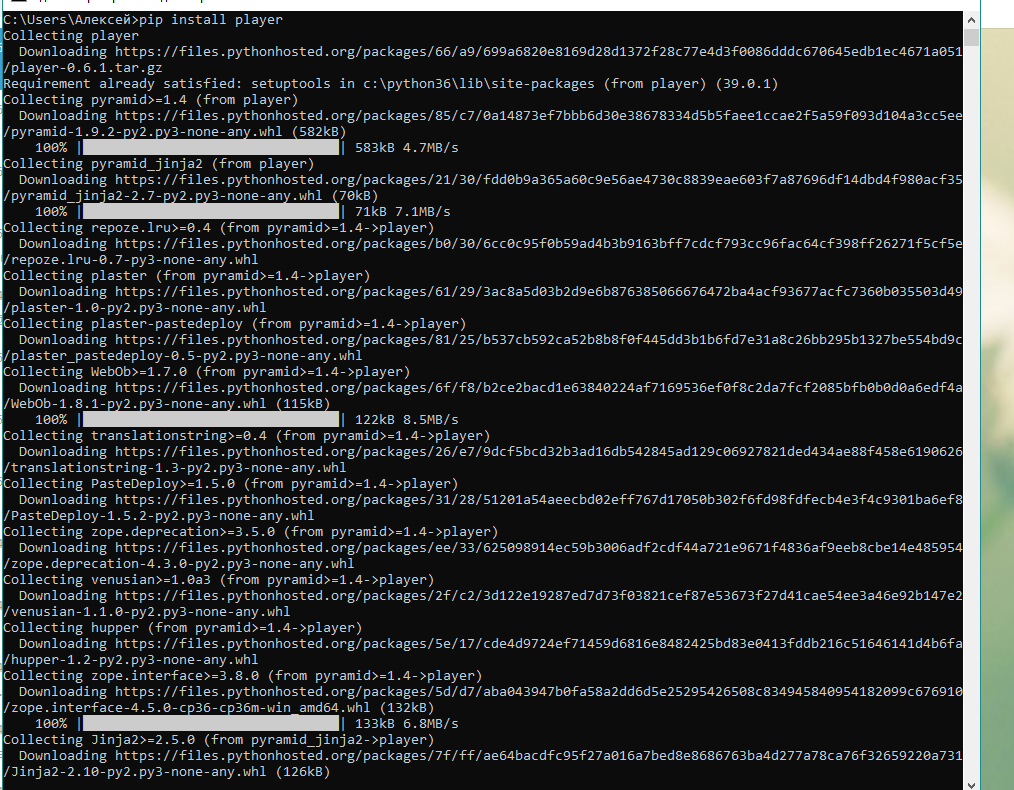 C:\Users\Алексей>pip install player
Collecting player
  Downloading https://files.pythonhosted.org/packages/66/a9/699a6820e8169d28d1372f28c77e4d3f0086dddc670645edb1ec4671a051
/player-0.6.1.tar.gz
Requirement already satisfied: setuptools in c:\python36\lib\site-packages (from player) (39.0.1)
Collecting pyramid>=1.4 (from player)
  Downloading https://files.pythonhosted.org/packages/85/c7/0a14873ef7bbb6d30e38678334d5b5faee1ccae2f5a59f093d104a3cc5ee
/pyramid-1.9.2-py2.py3-none-any.whl (582kB)
    100% |████████████████████████████████| 583kB 4.7MB/s
Collecting pyramid_jinja2 (from player)
  Downloading https://files.pythonhosted.org/packages/21/30/fdd0b9a365a60c9e56ae4730c8839eae603f7a87696df14dbd4f980acf35
/pyramid_jinja2-2.7-py2.py3-none-any.whl (70kB)
    100% |████████████████████████████████| 71kB 7.1MB/s
Collecting repoze.lru>=0.4 (from pyramid>=1.4->player)
  Downloading https://files.pythonhosted.org/packages/b0/30/6cc0c95f0b59ad4b3b9163bff7cdcf793cc96fac64cf398ff26271f5cf5e
/repoze.lru-0.7-py3-none-any.whl
Collecting plaster (from pyramid>=1.4->player)
  Downloading https://files.pythonhosted.org/packages/61/29/3ac8a5d03b2d9e6b876385066676472ba4acf93677acfc7360b035503d49
/plaster-1.0-py2.py3-none-any.whl
Collecting plaster-pastedeploy (from pyramid>=1.4->player)
  Downloading https://files.pythonhosted.org/packages/81/25/b537cb592ca52b8b8f0f445dd3b1b6fd7e31a8c26bb295b1327be554bd9c
/plaster_pastedeploy-0.5-py2.py3-none-any.whl
Collecting WebOb>=1.7.0 (from pyramid>=1.4->player)
  Downloading https://files.pythonhosted.org/packages/6f/f8/b2ce2bacd1e63840224af7169536ef0f8c2da7fcf2085bfb0b0d0a6edf4a
/WebOb-1.8.1-py2.py3-none-any.whl (115kB)
    100% |████████████████████████████████| 122kB 8.5MB/s
Collecting translationstring>=0.4 (from pyramid>=1.4->player)
  Downloading https://files.pythonhosted.org/packages/26/e7/9dcf5bcd32b3ad16db542845ad129c06927821ded434ae88f458e6190626
/translationstring-1.3-py2.py3-none-any.whl
Collecting PasteDeploy>=1.5.0 (from pyramid>=1.4->player)
  Downloading https://files.pythonhosted.org/packages/31/28/51201a54aeecbd02eff767d17050b302f6fd98fdfecb4e3f4c9301ba6ef8
/PasteDeploy-1.5.2-py2.py3-none-any.whl
Collecting zope.deprecation>=3.5.0 (from pyramid>=1.4->player)
  Downloading https://files.pythonhosted.org/packages/ee/33/625098914ec59b3006adf2cdf44a721e9671f4836af9eeb8cbe14e485954
/zope.deprecation-4.3.0-py2.py3-none-any.whl
Collecting venusian>=1.0a3 (from pyramid>=1.4->player)
  Downloading https://files.pythonhosted.org/packages/2f/c2/3d122e19287ed7d73f03821cef87e53673f27d41cae54ee3a46e92b147e2
/venusian-1.1.0-py2.py3-none-any.whl
Collecting hupper (from pyramid>=1.4->player)
  Downloading https://files.pythonhosted.org/packages/5e/17/cde4d9724ef71459d6816e8482425bd83e0413fddb216c51646141d4b6fa
/hupper-1.2-py2.py3-none-any.whl
Collecting zope.interface>=3.8.0 (from pyramid>=1.4->player)
  Downloading https://files.pythonhosted.org/packages/5d/d7/aba043947b0fa58a2dd6d5e25295426508c834945840954182099c676910
/zope.interface-4.5.0-cp36-cp36m-win_amd64.whl (132kB)
    100% |████████████████████████████████| 133kB 6.8MB/s
Collecting Jinja2>=2.5.0 (from pyramid_jinja2->player)
  Downloading https://files.pythonhosted.org/packages/7f/ff/ae64bacdfc95f27a016a7bed8e8686763ba4d277a78ca76f32659220a731
/Jinja2-2.10-py2.py3-none-any.whl (126kB)